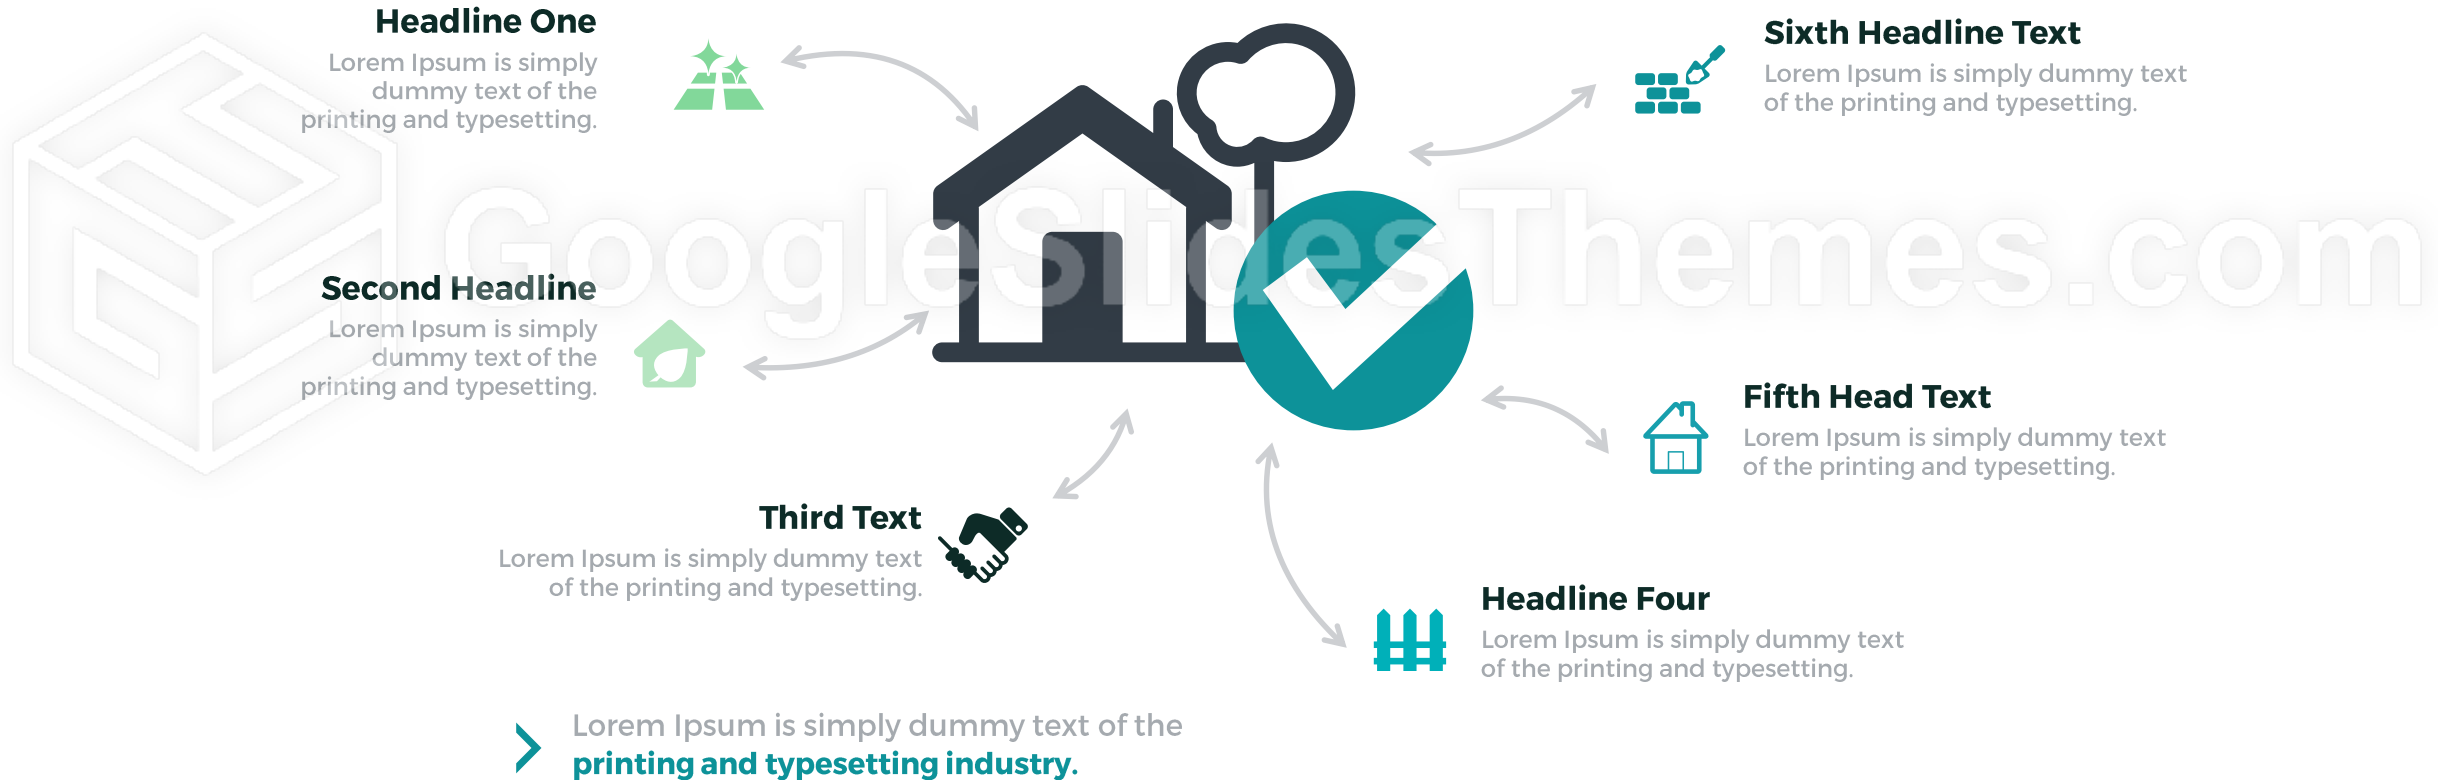 Headline One
Lorem Ipsum is simply
dummy text of the
printing and typesetting.
Second Headline
Lorem Ipsum is simply
dummy text of the
printing and typesetting.
Third Text
Lorem Ipsum is simply dummy text
of the printing and typesetting.
Sixth Headline Text
Lorem Ipsum is simply dummy text
of the printing and typesetting.
Fifth Head Text
Lorem Ipsum is simply dummy text
of the printing and typesetting.
Headline Four
Lorem Ipsum is simply dummy text
of the printing and typesetting.
Lorem Ipsum is simply dummy text of the
printing and typesetting industry.
GoogleSlidesThemes.com